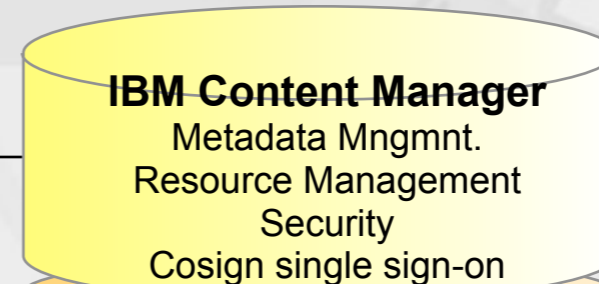 IBM Content Manager
Metadata Mngmnt.
Resource Management
Security
Cosign single sign-on